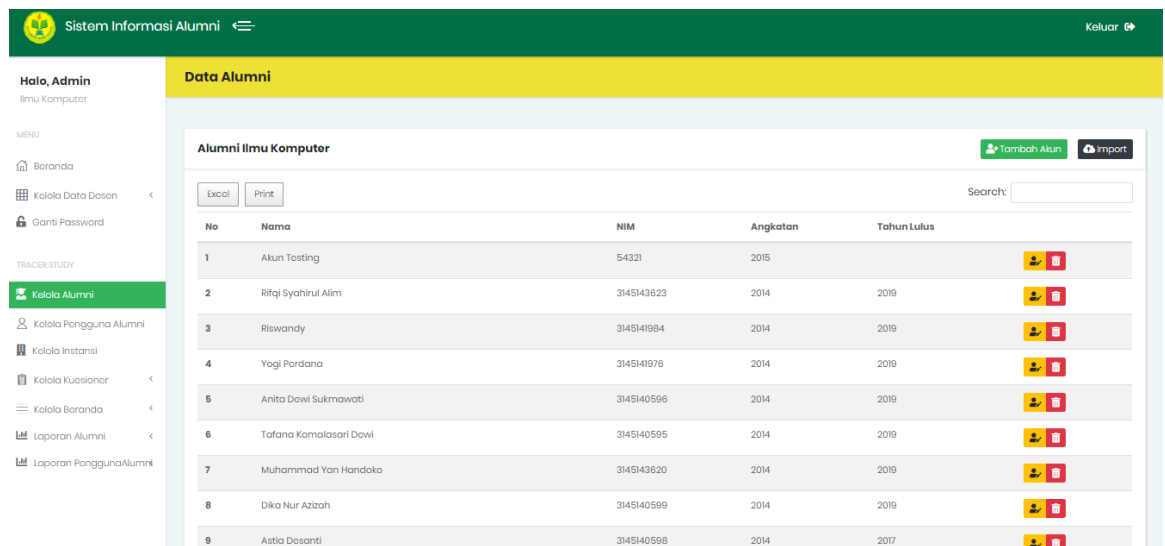 Sistem Informasi Alumni
Keluar
Halo, Admin
Ilmu Komputer
MENU
Beranda
Kelola Data Dosen
Ganti Password
TRACER STUDY
Kelola Alumni
Kelola Pengguna Alumni
Kelola Instansi
Kelola Kuesioner
Kelola Beranda
Laporan Alumni
Laporan PenggunaAlumni
Data Alumni
Alumni Ilmu Komputer
Tambah Akun Import
Excel Print Search:
No Nama NIM Angkatan Tahun Lulus
1 Akun Testing 54321 2015
2 Rifqi Syahirul Alim 3145143623 2014 2019
3 Riswandy 3145141984 2014 2019
4 Yogi Perdana 3145141976 2014 2019
5 Anita Dewi Sukmawati 3145140596 2014 2019
6 Tafana Komalasari Dewi 3145140595 2014 2019
7 Muhammad Yan Handoko 3145143620 2014 2019
8 Dika Nur Azizah 3145140599 2014 2019
9 Astia Desanti 3145140598 2014 2017